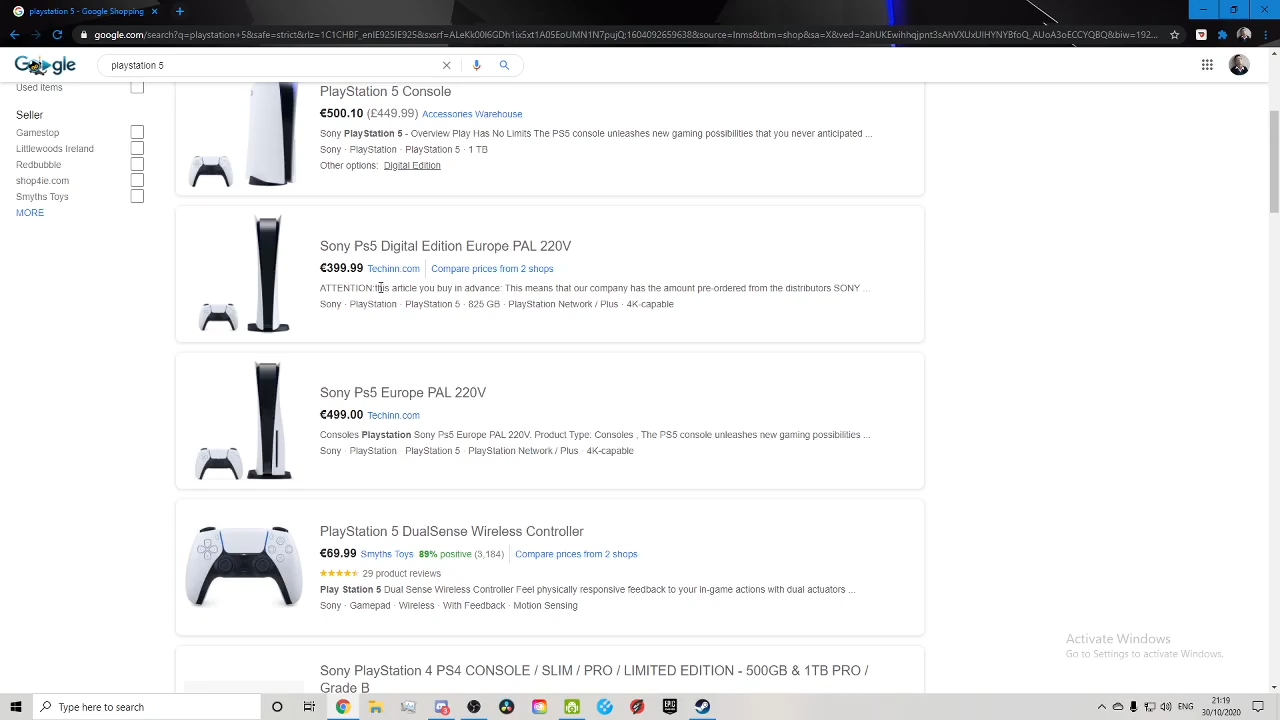 playstation 5 - Google Shopping
google.com/search?q=playstation+5&safe=strict&rlz=1C1CHBF_enIE925IE925&sxsrf=ALeKk00l6GDh1ix5x1A05EoUMN1N7pujQ:1604092659638&source=lnms&tbm=shop&sa=X&ved=2ahUKEwihhqjpnt3sAhVXUxUIHYNYBfoQ_AUoA3oECCYQBQ&biw=192...
playstation 5
Used Items
Seller
Gamestop
Littlewoods Ireland
Redbubble
shop4ie.com
Smyths Toys
MORE
PlayStation 5 Console
€500.10 (£449.99) Accessories Warehouse
Sony PlayStation 5 - Overview Play Has No Limits The PS5 console unleashes new gaming possibilities that you never anticipated ...
Sony · PlayStation · PlayStation 5 · 1 TB
Other options: Digital Edition
Sony Ps5 Digital Edition Europe PAL 220V
€399.99 Techinn.com Compare prices from 2 shops
ATTENTION:this article you buy in advance: This means that our company has the amount pre-ordered from the distributors SONY ...
Sony · PlayStation · PlayStation 5 · 825 GB · PlayStation Network / Plus · 4K-capable
Sony Ps5 Europe PAL 220V
€499.00 Techinn.com
Consoles Playstation Sony Ps5 Europe PAL 220V. Product Type: Consoles , The PS5 console unleashes new gaming possibilities ...
Sony · PlayStation · PlayStation 5 · PlayStation Network / Plus · 4K-capable
PlayStation 5 DualSense Wireless Controller
€69.99 Smyths Toys 89% positive (3,184) Compare prices from 2 shops
29 product reviews
Play Station 5 Dual Sense Wireless Controller Feel physically responsive feedback to your in-game actions with dual actuators ...
Sony · Gamepad · Wireless · With Feedback · Motion Sensing
Sony PlayStation 4 PS4 CONSOLE / SLIM / PRO / LIMITED EDITION - 500GB & 1TB PRO /
Grade B
Activate Windows
Go to Settings to activate Windows.
Type here to search
21:19
30/10/2020